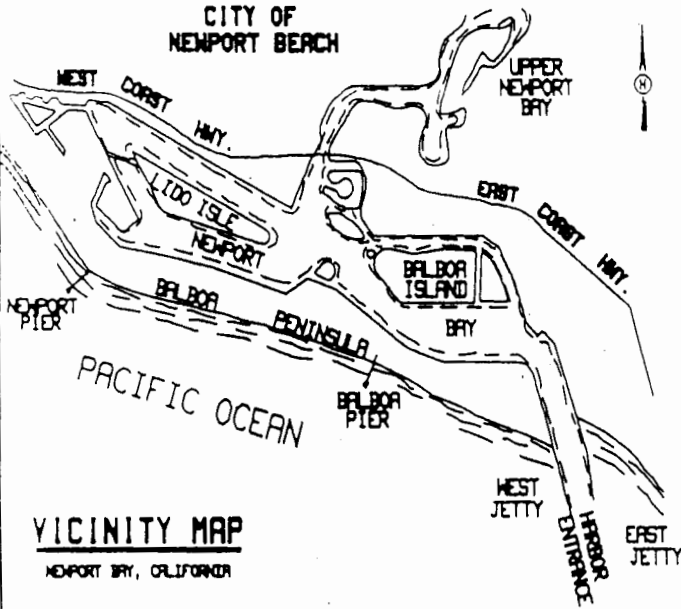 CITY OF
NEWPORT BEACH
UPPER
NEWPORT
BAY
N
WEST COAST HWY.
EAST COAST HWY.
LIDO ISLE
NEWPORT
BALBOA
ISLAND
BAY
NEWPORT
PIER
BALBOA PENINSULA
BALBOA
PIER
PACIFIC OCEAN
WEST
JETTY
HARBOR
ENTRANCE
EAST
JETTY
VICINITY MAP
NEWPORT BAY, CALIFORNIA